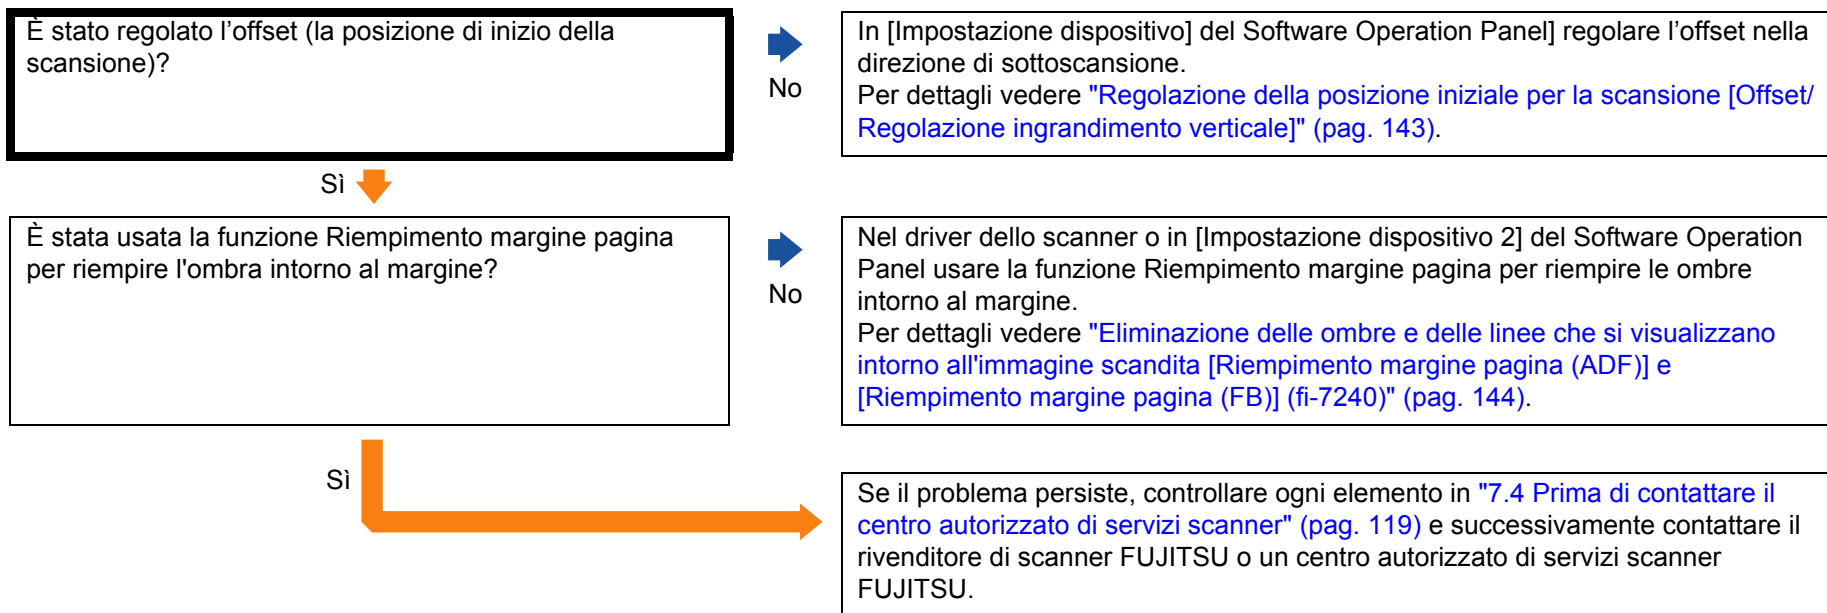 È stato regolato l’offset (la posizione di inizio della
scansione)?
No
In [Impostazione dispositivo] del Software Operation Panel] regolare l’offset nella
direzione di sottoscansione.
Per dettagli vedere "Regolazione della posizione iniziale per la scansione [Offset/
Regolazione ingrandimento verticale]" (pag. 143).
Sì
È stata usata la funzione Riempimento margine pagina
per riempire l'ombra intorno al margine?
No
Nel driver dello scanner o in [Impostazione dispositivo 2] del Software Operation
Panel usare la funzione Riempimento margine pagina per riempire le ombre
intorno al margine.
Per dettagli vedere "Eliminazione delle ombre e delle linee che si visualizzano
intorno all'immagine scandita [Riempimento margine pagina (ADF)] e
[Riempimento margine pagina (FB)] (fi-7240)" (pag. 144).
Sì
Se il problema persiste, controllare ogni elemento in "7.4 Prima di contattare il
centro autorizzato di servizi scanner" (pag. 119) e successivamente contattare il
rivenditore di scanner FUJITSU o un centro autorizzato di servizi scanner
FUJITSU.